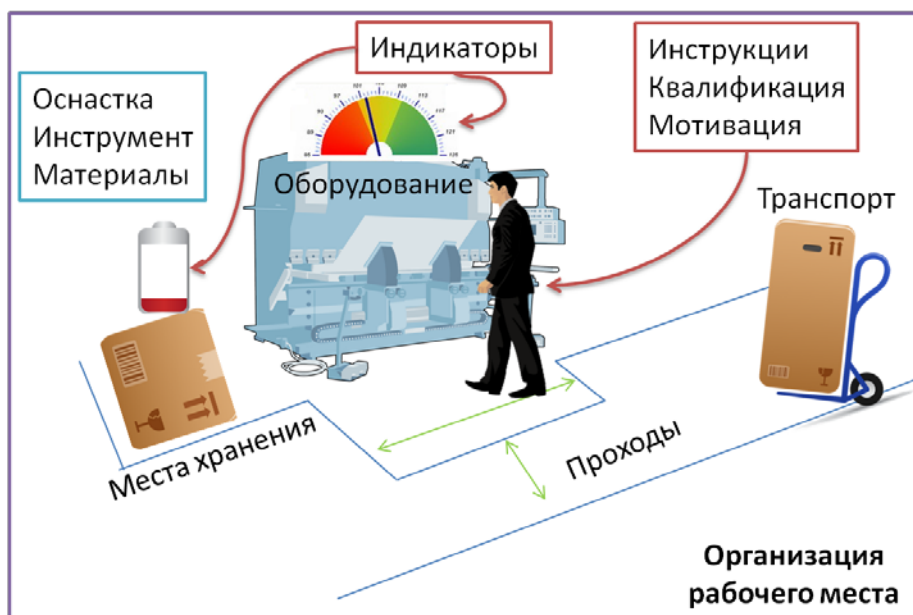 Индикаторы
Инструкции
Квалификация
Мотивация
Оснастка
Инструмент
Материалы
Оборудование
Транспорт
Места хранения
Проходы
Организация
рабочего места